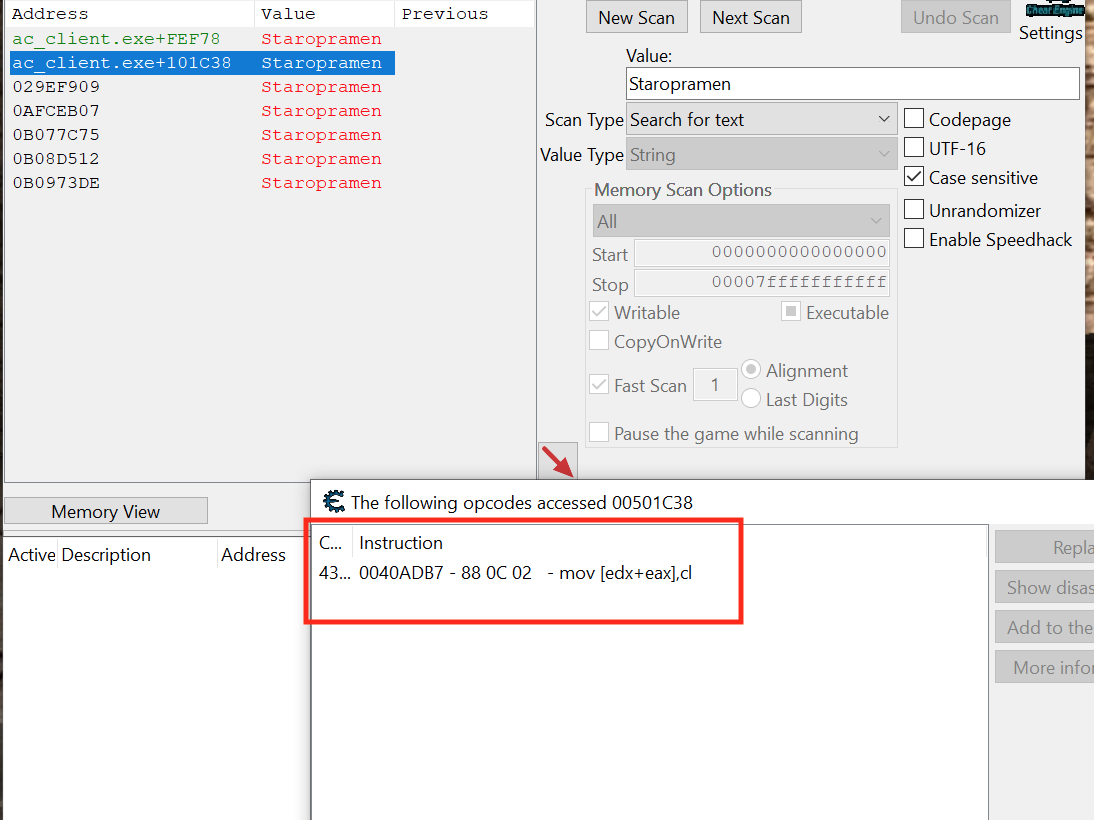 Address Value Previous
ac_client.exe+FEF78 Staropramen
ac_client.exe+101C38 Staropramen
029EF909 Staropramen
0AFCEB07 Staropramen
0B077C75 Staropramen
0B08D512 Staropramen
0B0973DE Staropramen
New Scan Next Scan Undo Scan
Cheat Engine
Settings
Value:
Staropramen
Scan Type Search for text
Value Type String
Codepage
UTF-16
Case sensitive
Unrandomizer
Enable Speedhack
Memory Scan Options
All
Start 0000000000000000
Stop 00007fffffffffff
Writable Executable
CopyOnWrite
Fast Scan 1 Alignment
Last Digits
Pause the game while scanning
Memory View
Active Description Address
The following opcodes accessed 00501C38
C... Instruction
43... 0040ADB7 - 88 0C 02 - mov [edx+eax],cl
Repla
Show disas
Add to the
More infor